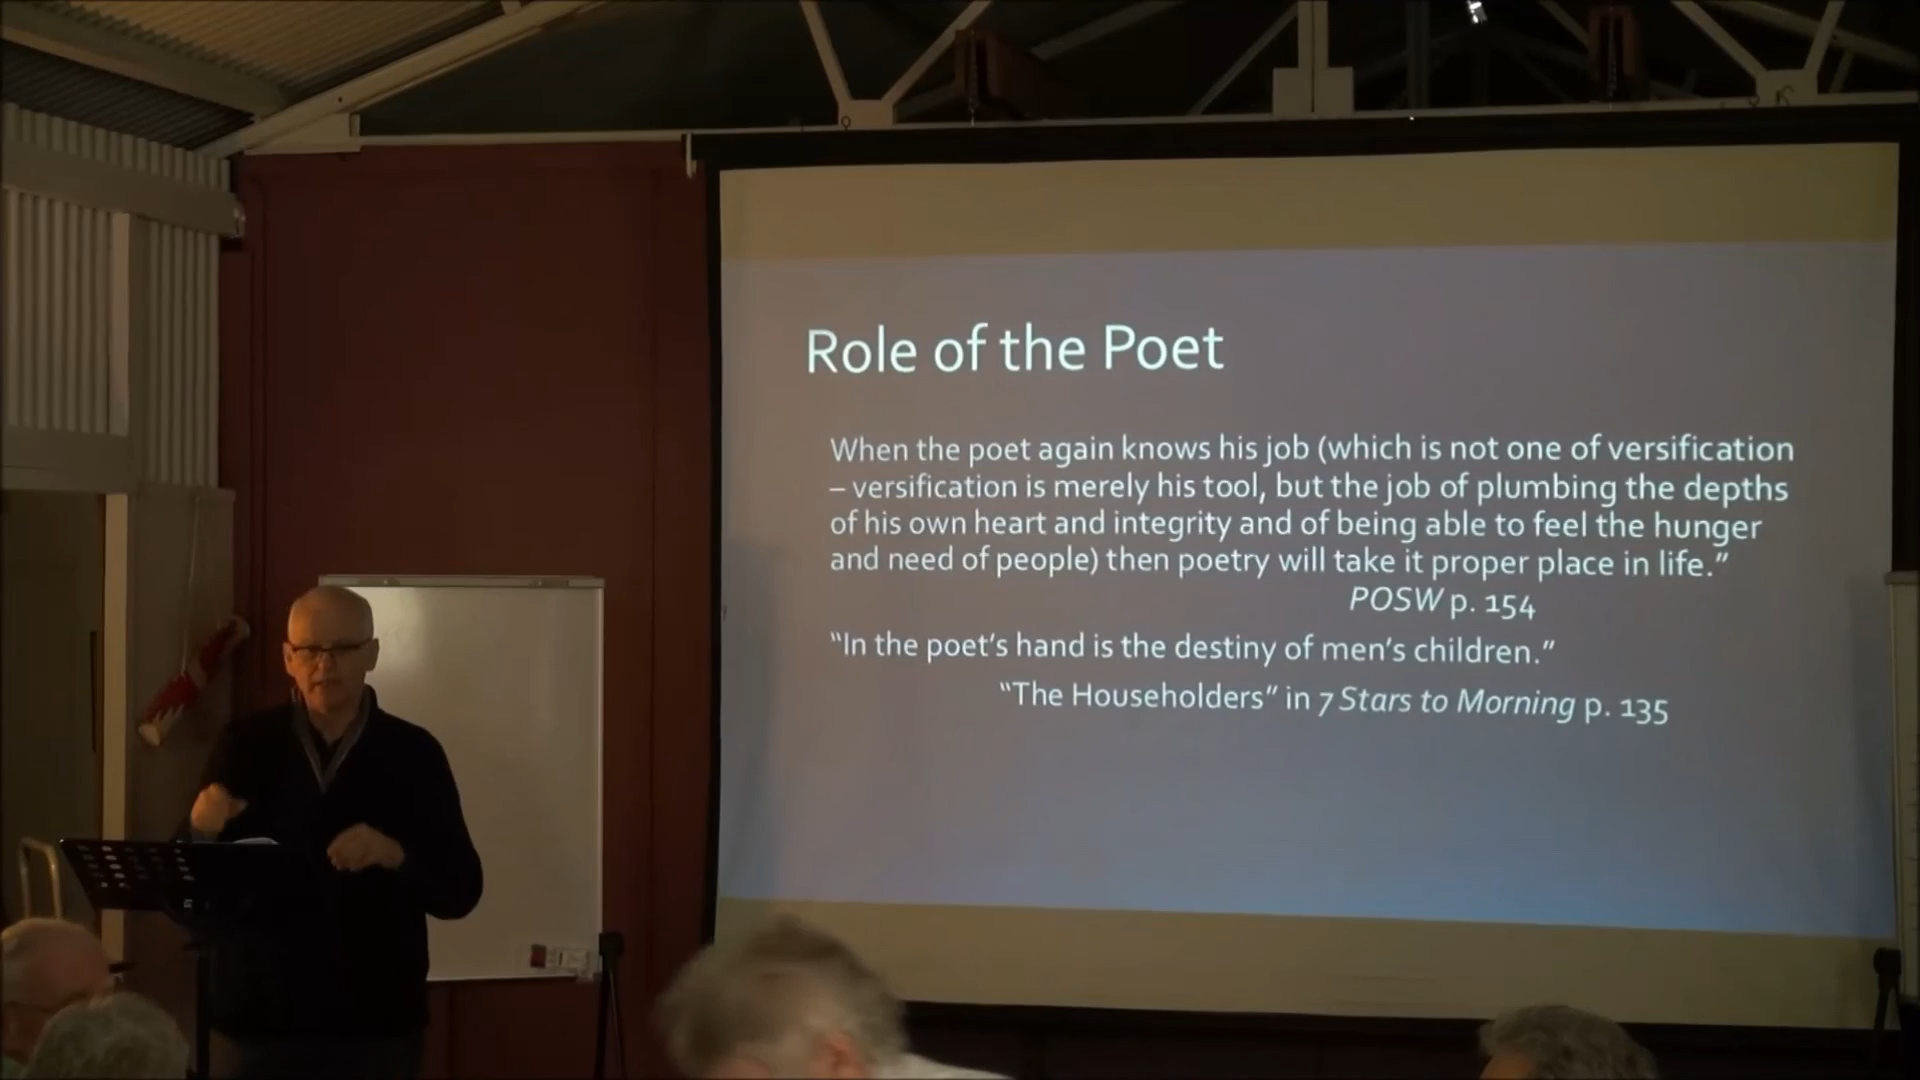 Role of the Poet
When the poet again knows his job (which is not one of versification
– versification is merely his tool, but the job of plumbing the depths
of his own heart and integrity and of being able to feel the hunger
and need of people) then poetry will take it proper place in life.”
POSW p. 154
“In the poet’s hand is the destiny of men’s children.”
“The Householders” in 7 Stars to Morning p. 135